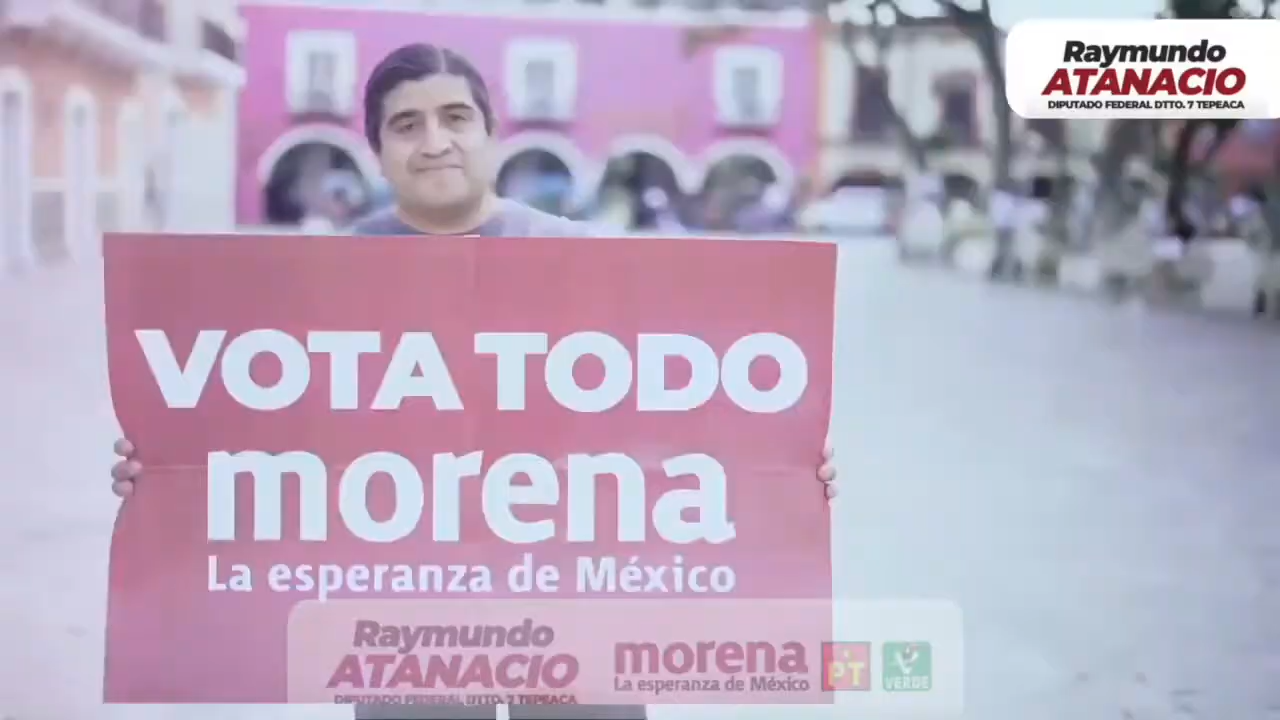 Raymundo
ATANACIO
DIPUTADO FEDERAL DTTO. 7 TEPEACA
VOTA TODO
morena
La esperanza de México
Raymundo
ATANACIO
DIPUTADO FEDERAL DTTO. 7 TEPEACA
morena
La esperanza de México
PT
VERDE